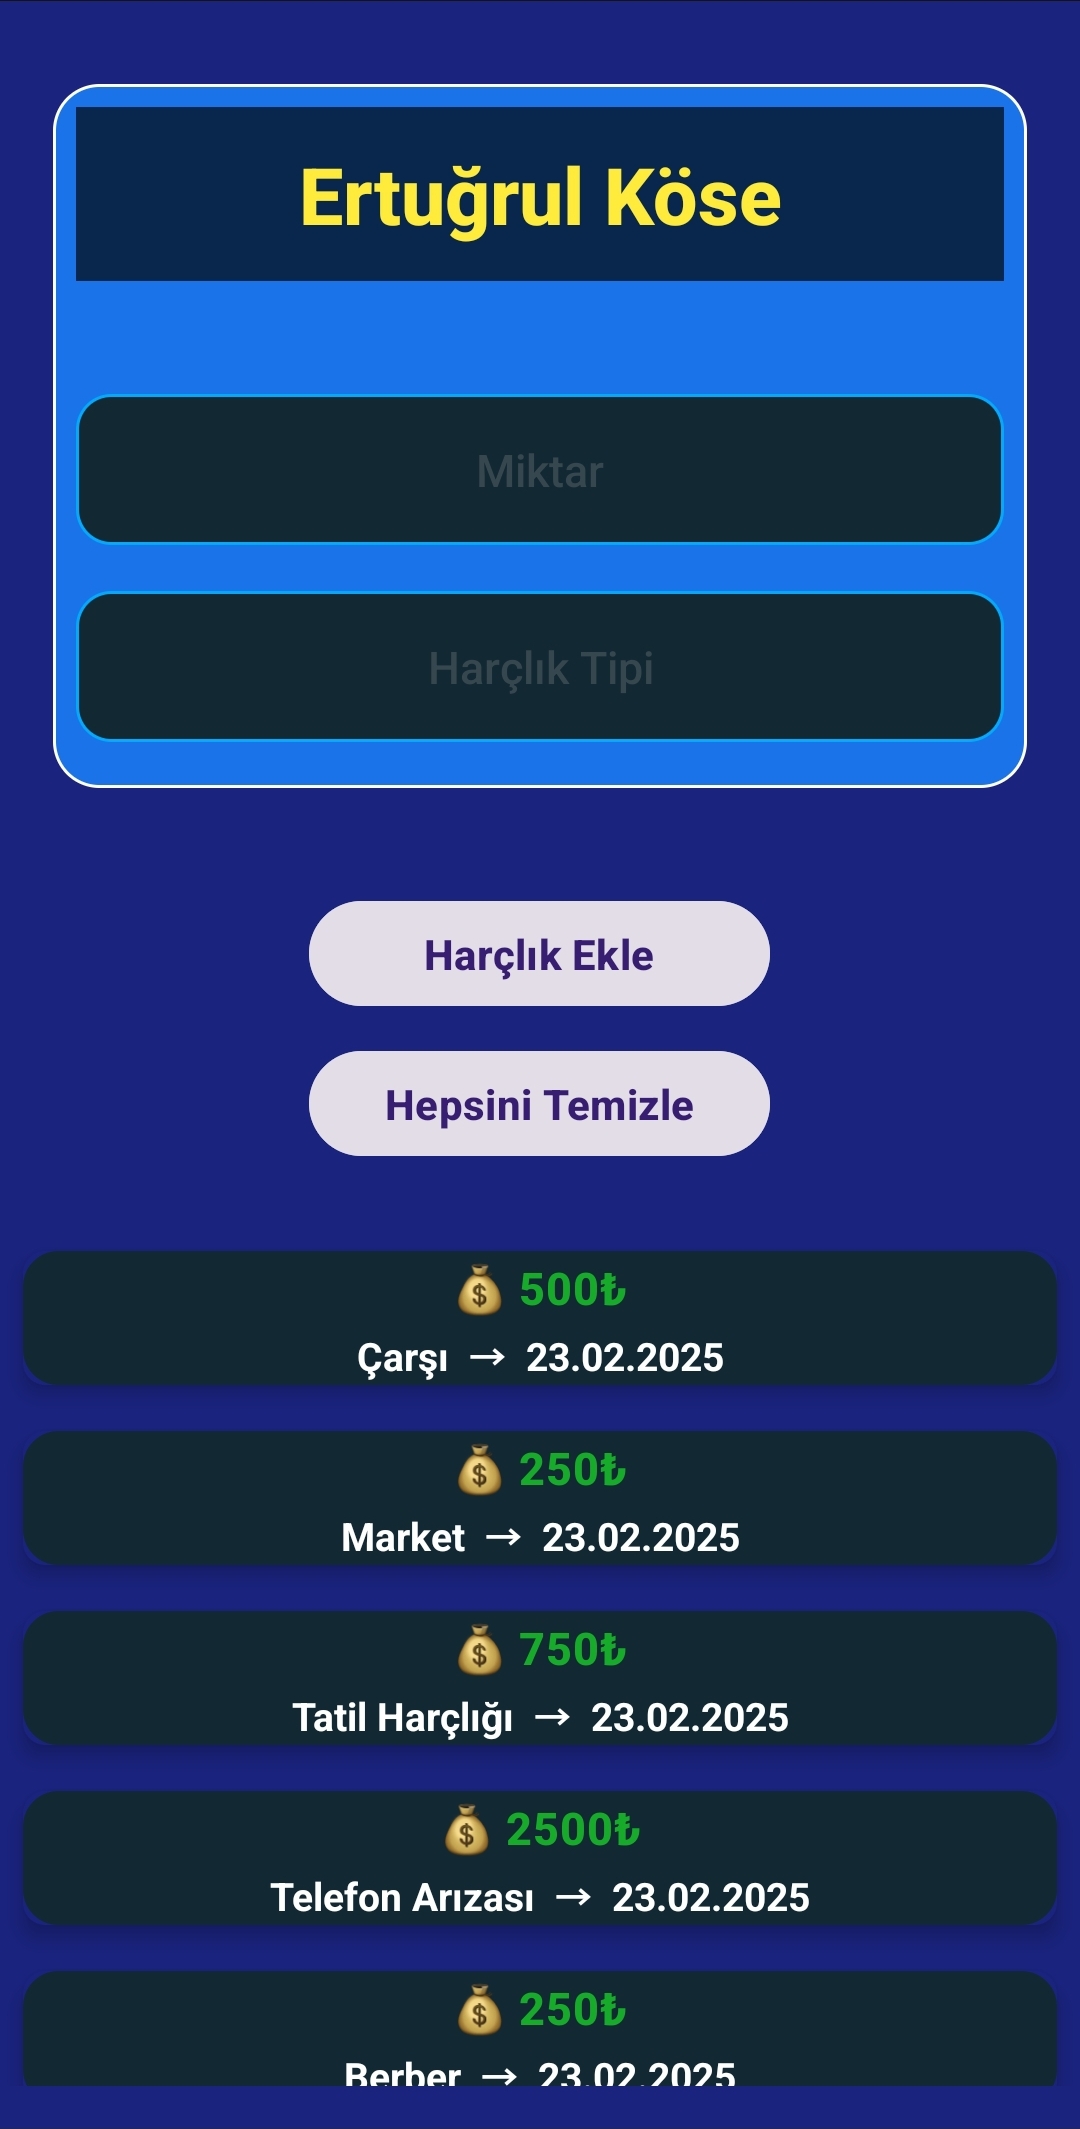 Ertuğrul Köse
Miktar
Harçlık Tipi
Harçlık Ekle
Hepsini Temizle
💰 500₺
Çarşı → 23.02.2025
💰 250₺
Market → 23.02.2025
💰 750₺
Tatil Harçlığı → 23.02.2025
💰 2500₺
Telefon Arızası → 23.02.2025
💰 250₺
Berber → 23.02.2025